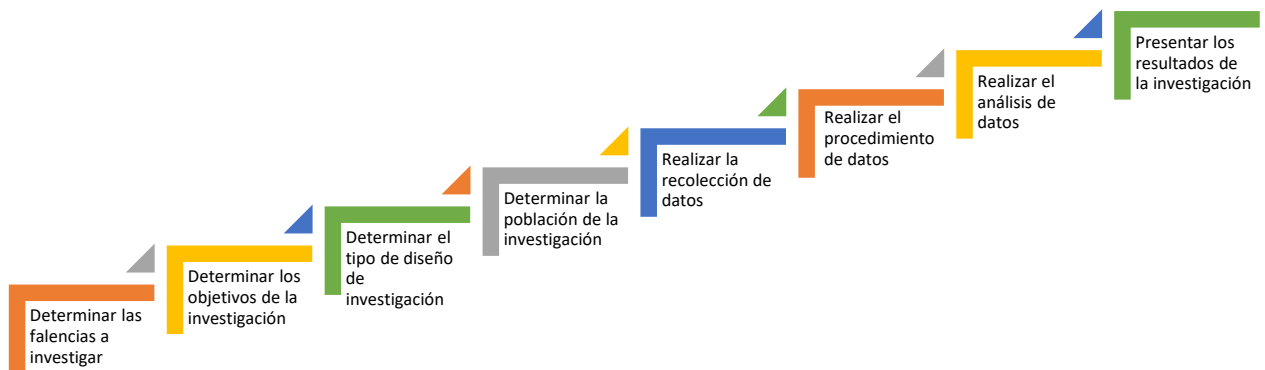 Determinar las
falencias a
investigar
Determinar los
objetivos de la
investigación
Determinar el
tipo de diseño
de
investigación
Determinar la
población de la
investigación
Realizar la
recolección de
datos
Realizar el
procedimiento
de datos
Realizar el
análisis de
datos
Presentar los
resultados de
la investigación